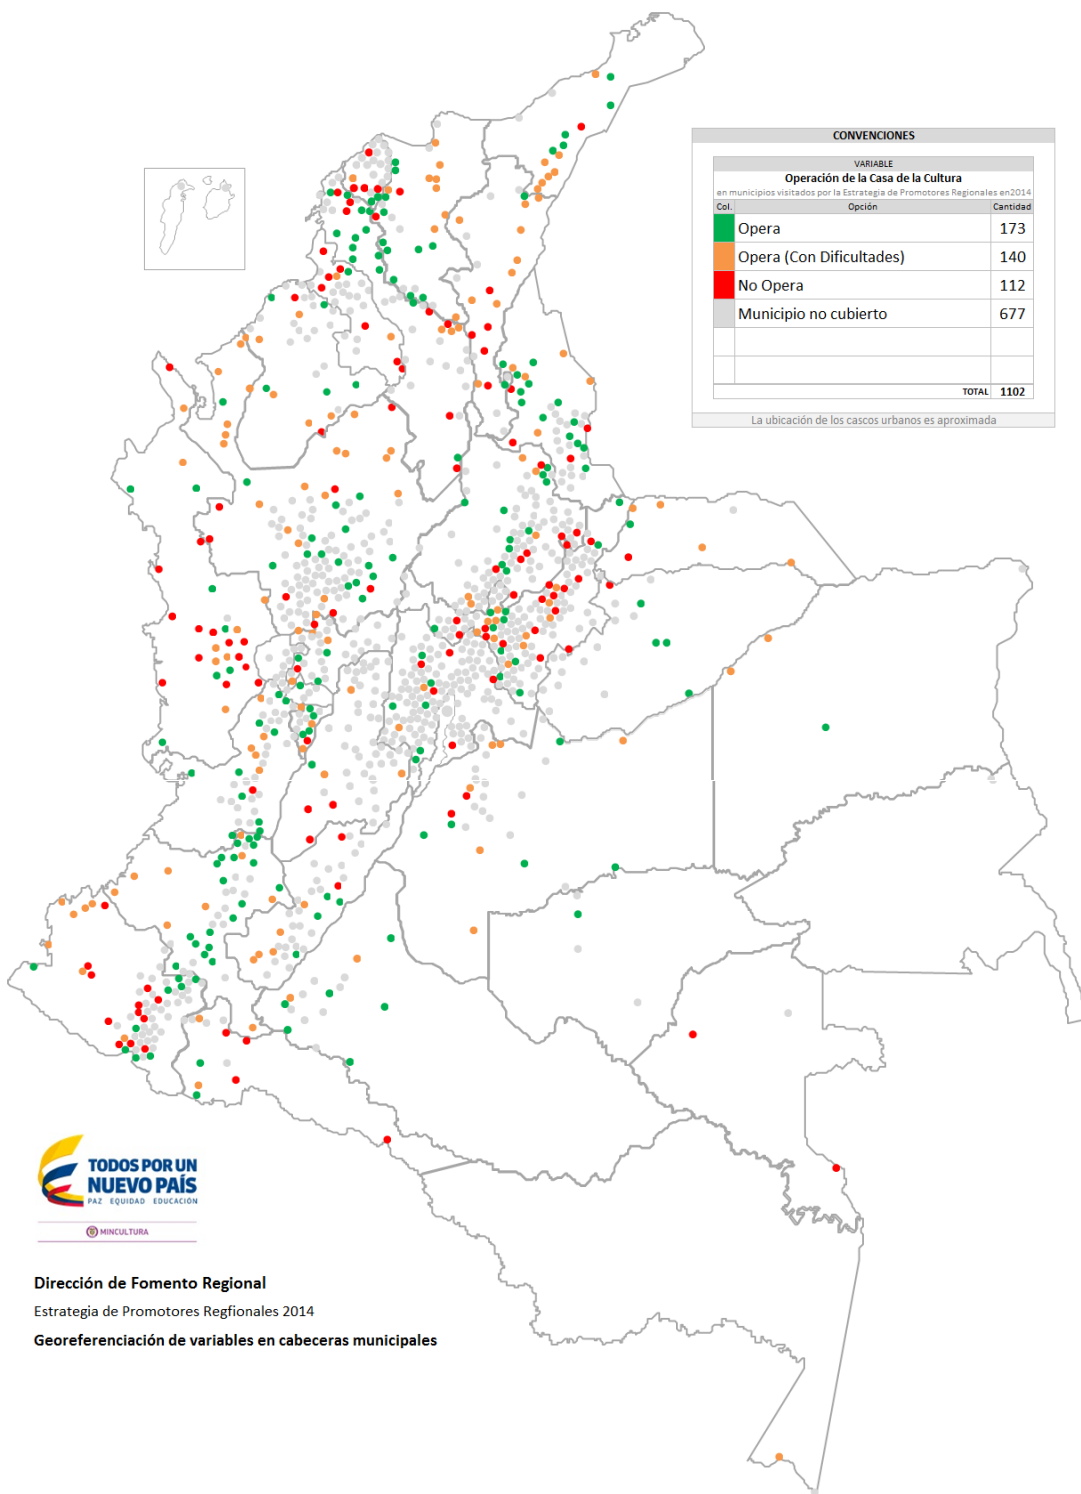 CONVENCIONES
VARIABLE
Operación de la Casa de la Cultura
en municipios visitados por la Estrategia de Promotores Regionales en2014
Col. Opción Cantidad
Opera 173
Opera (Con Dificultades) 140
No Opera 112
Municipio no cubierto 677
TOTAL 1102
La ubicación de los cascos urbanos es aproximada
TODOS POR UN
NUEVO PAÍS
PAZ EQUIDAD EDUCACIÓN
MINCULTURA
Dirección de Fomento Regional
Estrategia de Promotores Regfionales 2014
Georeferenciación de variables en cabeceras municipales